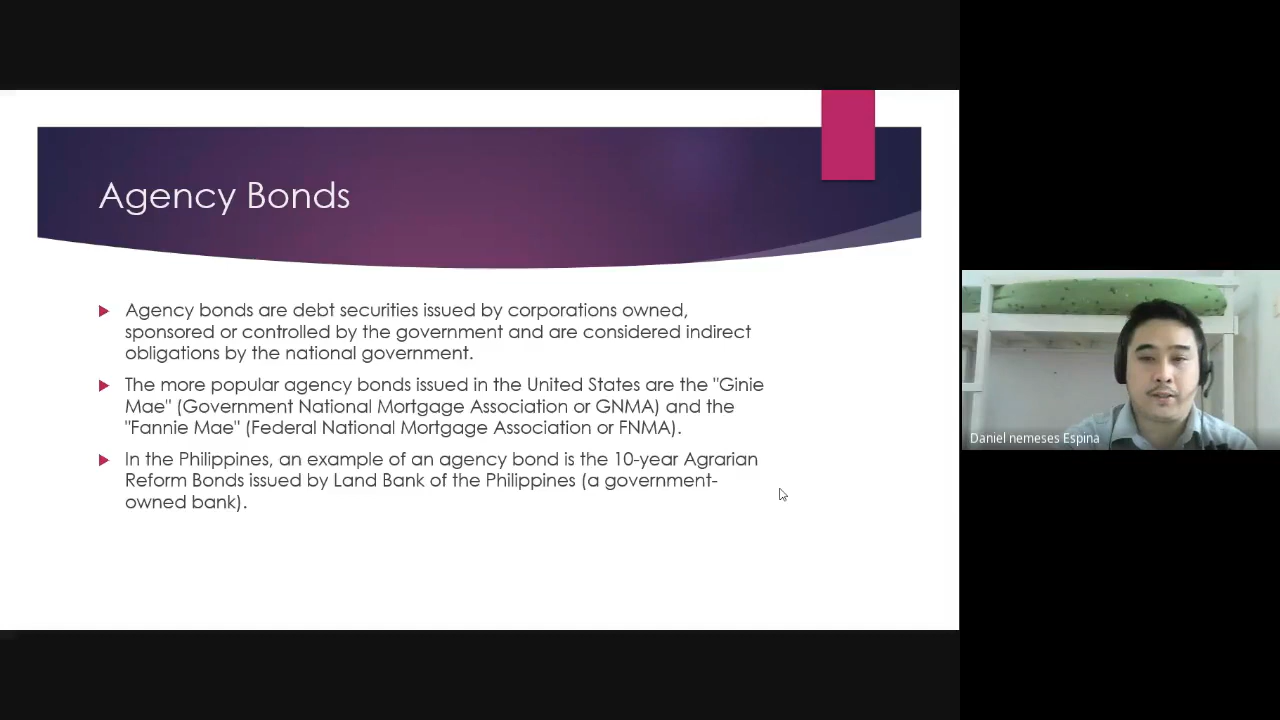 Agency Bonds
Agency bonds are debt securities issued by corporations owned,
sponsored or controlled by the government and are considered indirect
obligations by the national government.
The more popular agency bonds issued in the United States are the "Ginie
Mae" (Government National Mortgage Association or GNMA) and the
"Fannie Mae" (Federal National Mortgage Association or FNMA).
In the Philippines, an example of an agency bond is the 10-year Agrarian
Reform Bonds issued by Land Bank of the Philippines (a government-
owned bank).
Daniel nemeses Espina